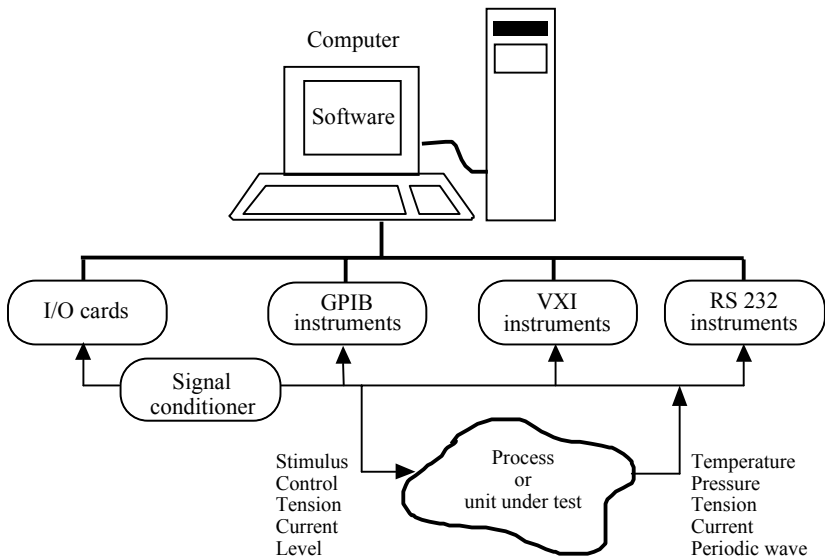 Computer
Software
I/O cards
GPIB
instruments
VXI
instruments
RS 232
instruments
Signal
conditioner
Stimulus
Control
Tension
Current
Level
Process
or
unit under test
Temperature
Pressure
Tension
Current
Periodic wave